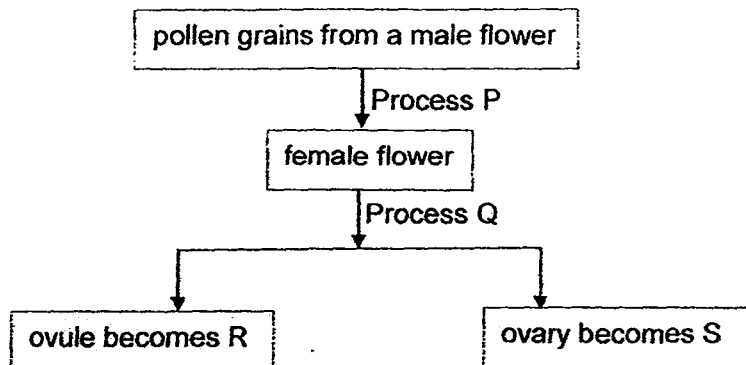 pollen grains from a male flower
Process P
female flower
Process Q
ovule becomes R
ovary becomes S